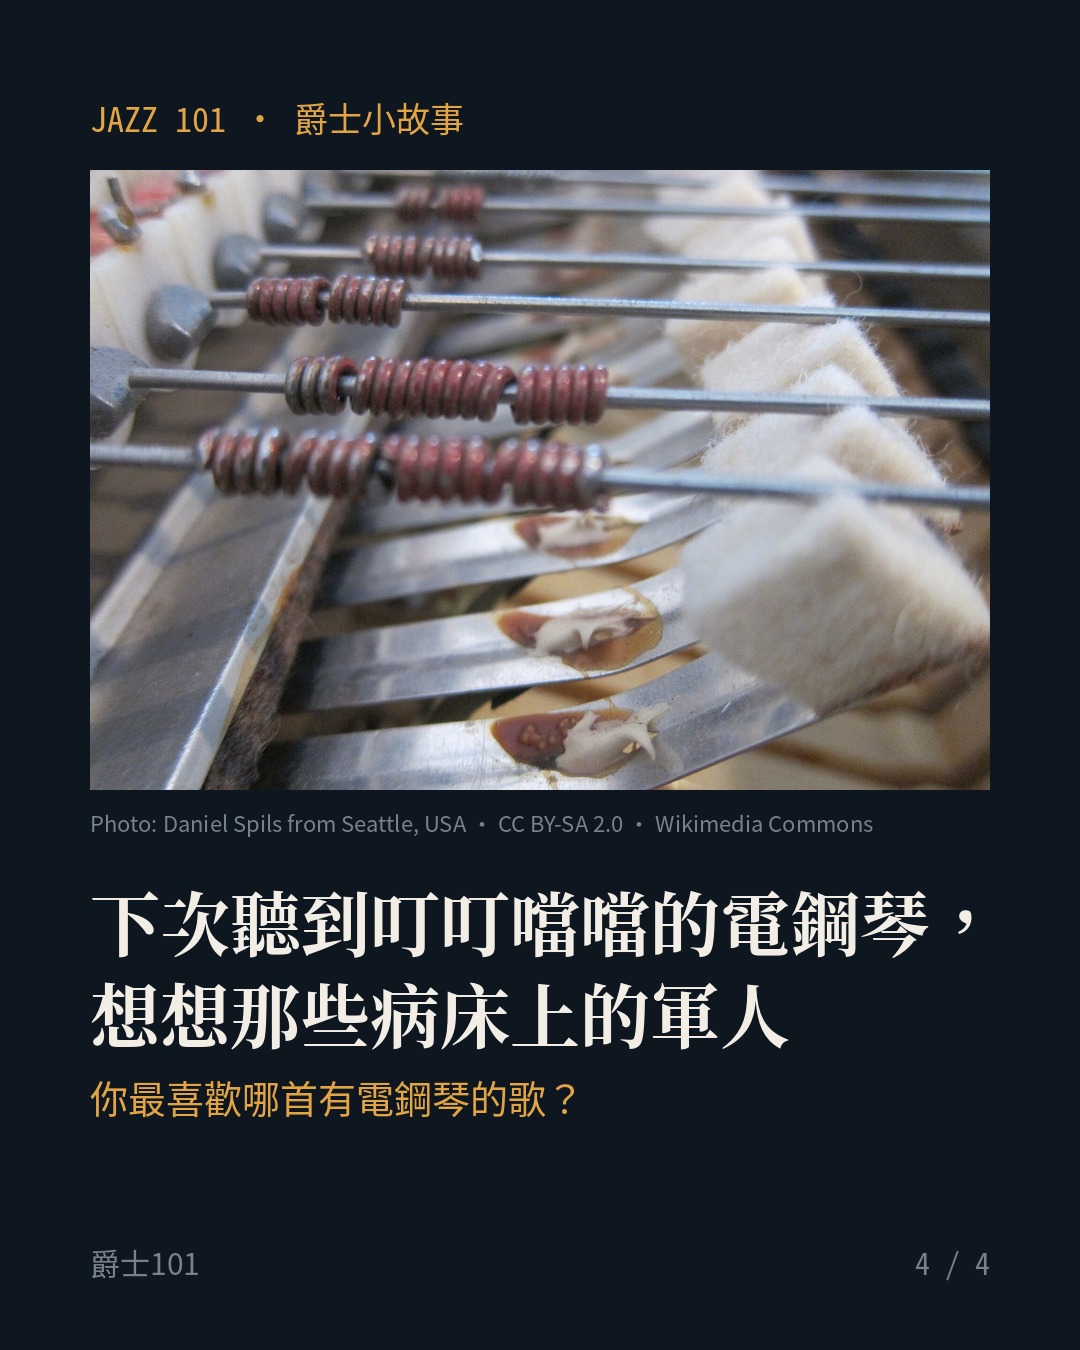 JAZZ 101 · 爵士小故事
Photo: Daniel Spils from Seattle, USA · CC BY-SA 2.0 · Wikimedia Commons
下次聽到叮叮噹噹的電鋼琴，
想想那些病床上的軍人
你最喜歡哪首有電鋼琴的歌？
爵士101
4 / 4